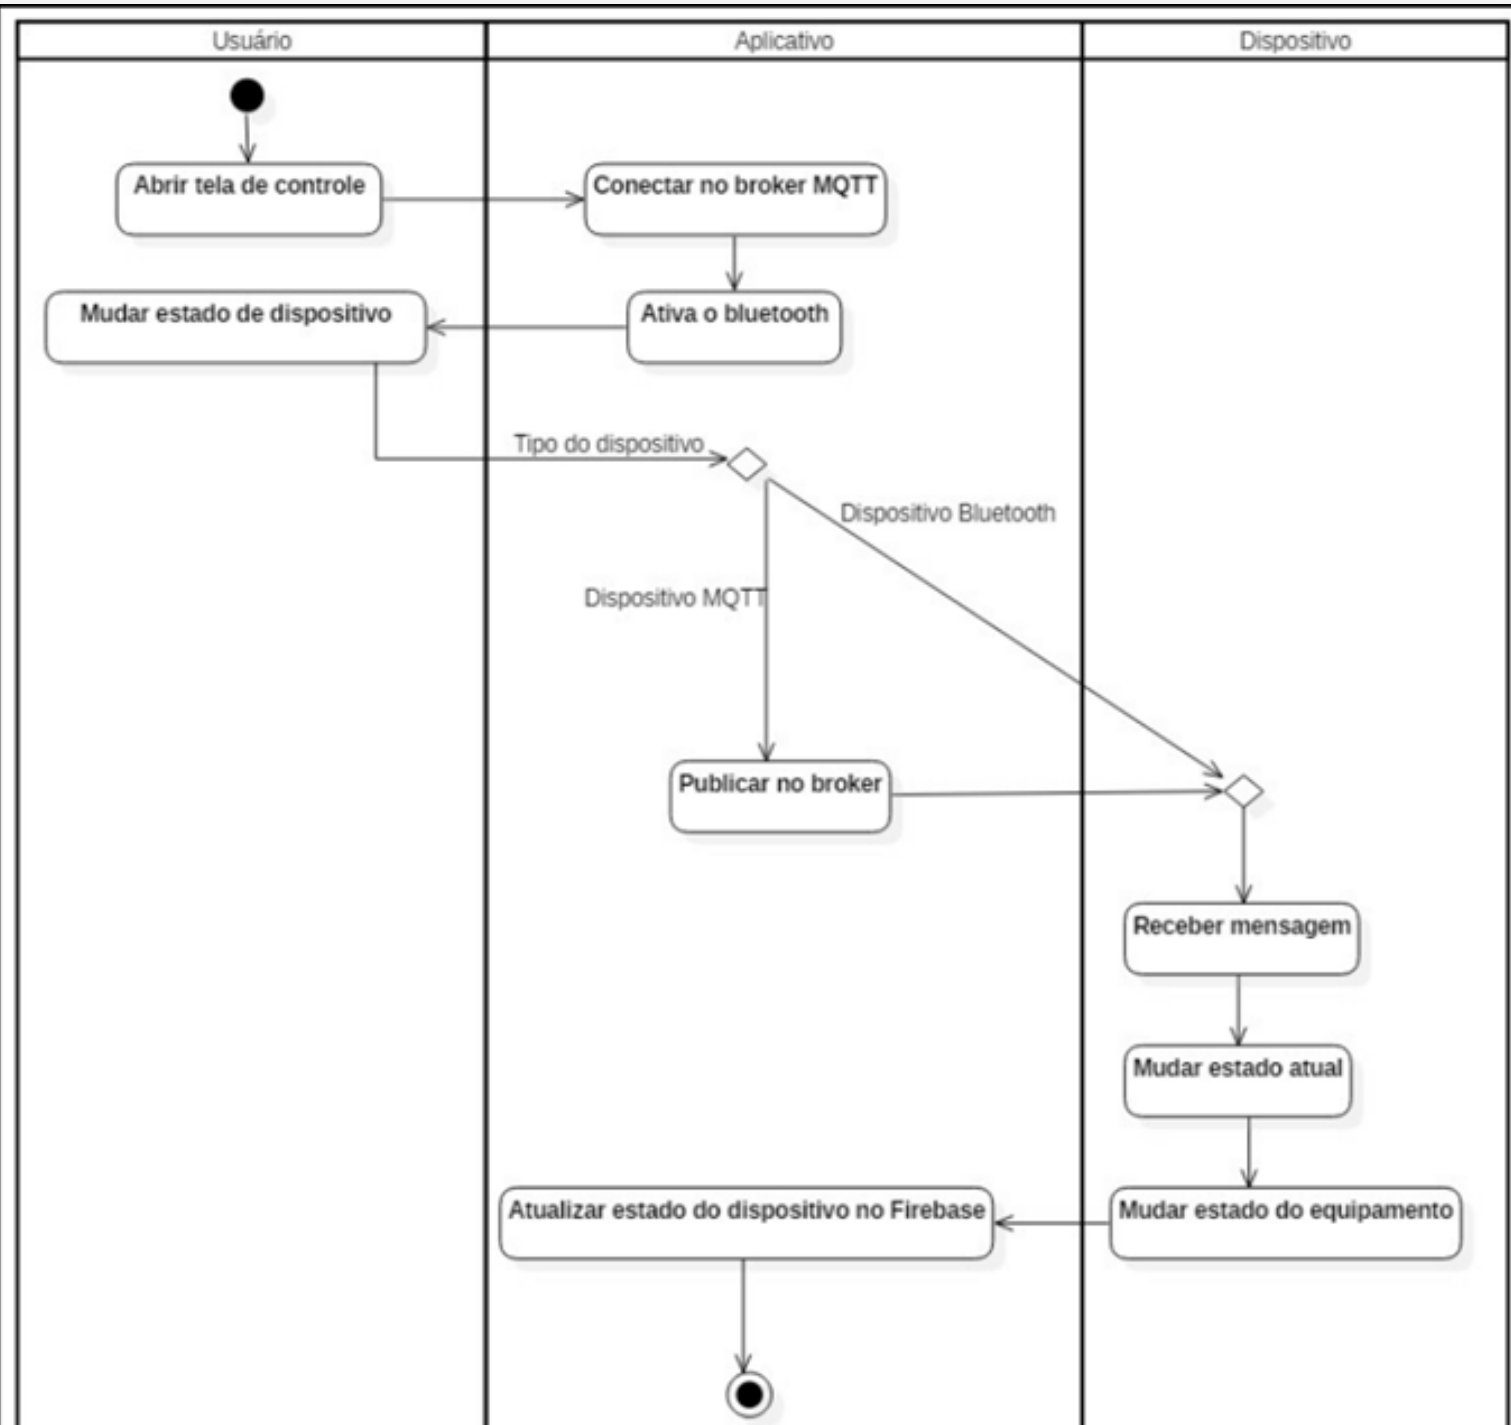 Usuário
Aplicativo
Dispositivo
Abrir tela de controle
Conectar no broker MQTT
Mudar estado de dispositivo
Ativa o bluetooth
Tipo do dispositivo
Dispositivo Bluetooth
Dispositivo MQTT
Publicar no broker
Receber mensagem
Mudar estado atual
Atualizar estado do dispositivo no Firebase
Mudar estado do equipamento